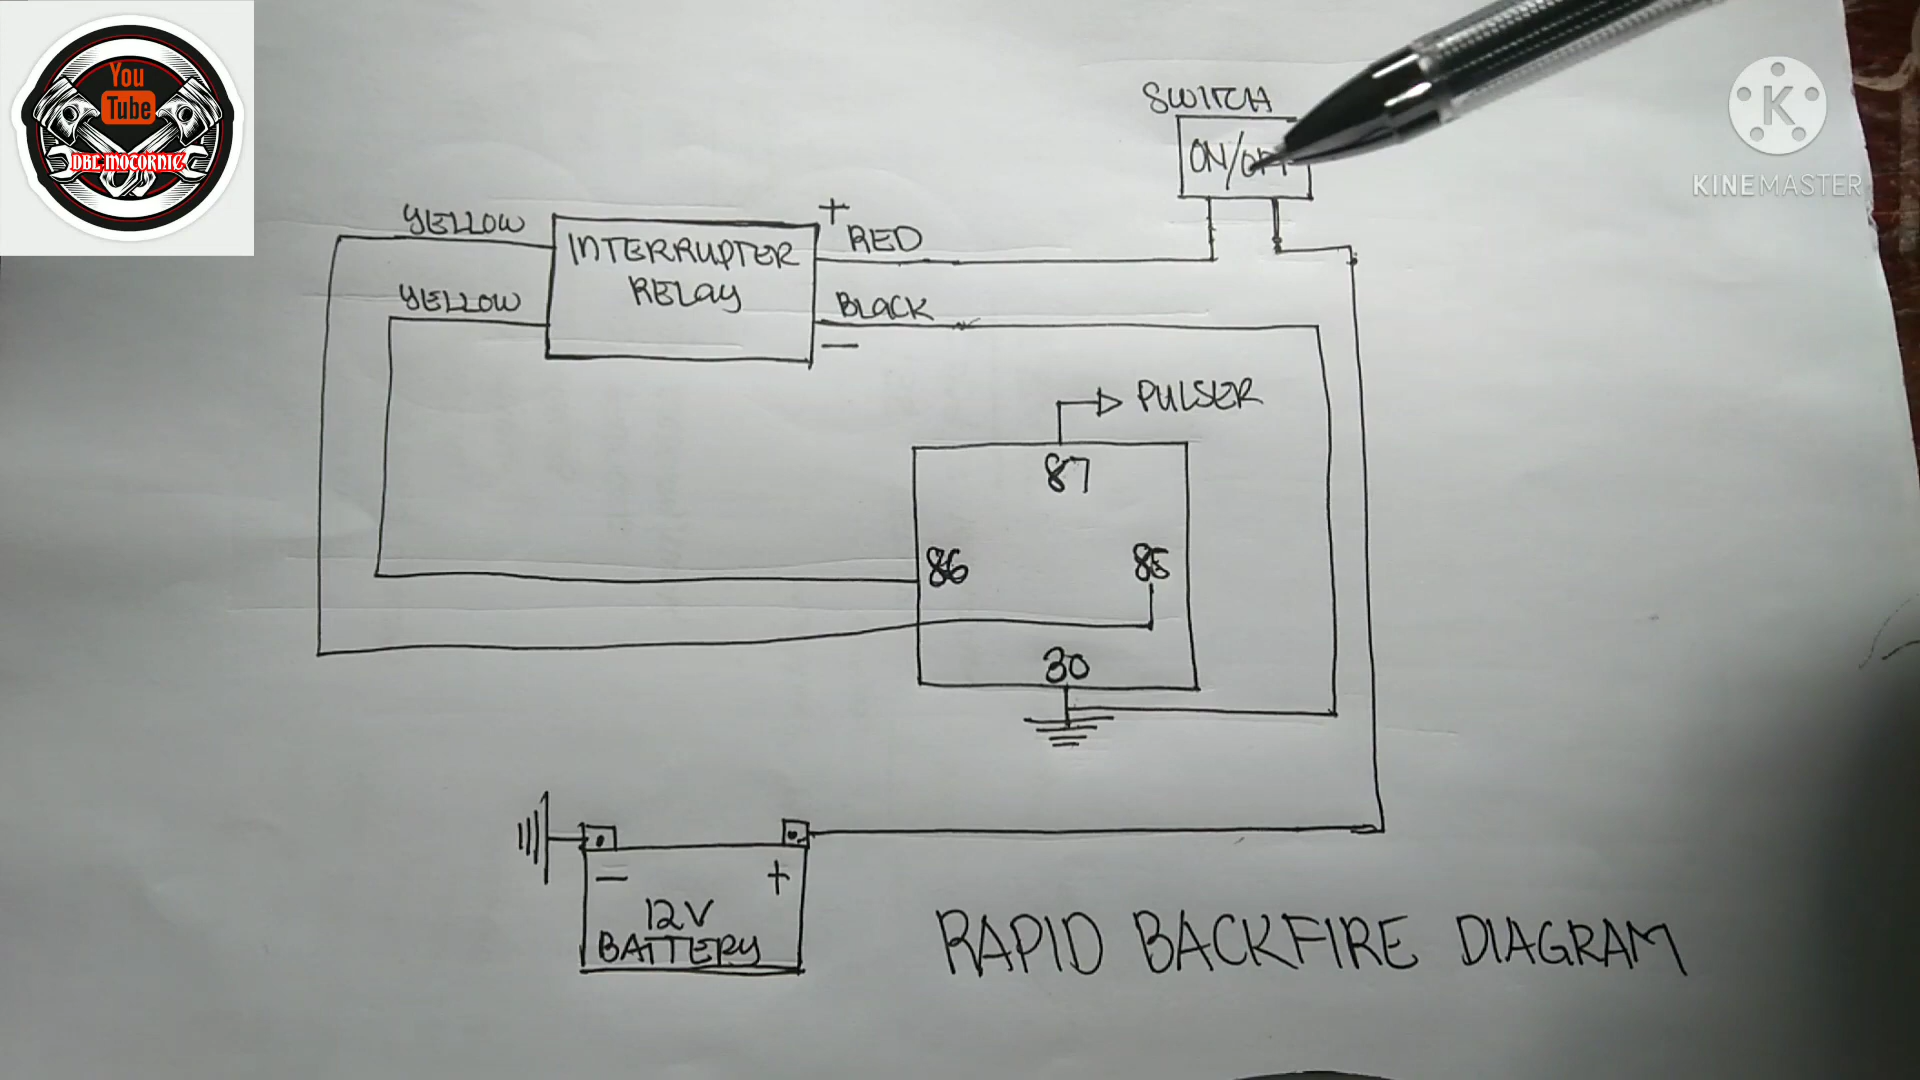 You
Tube
DBL MOTORNIC
KINEMASTER
SWITCH
ON/OFF
YELLOW
YELLOW
INTERRUPTER
RELAY
+
RED
BLACK
−
PULSER
87
86
85
30
− +
12V
BATTERY
RAPID BACKFIRE DIAGRAM